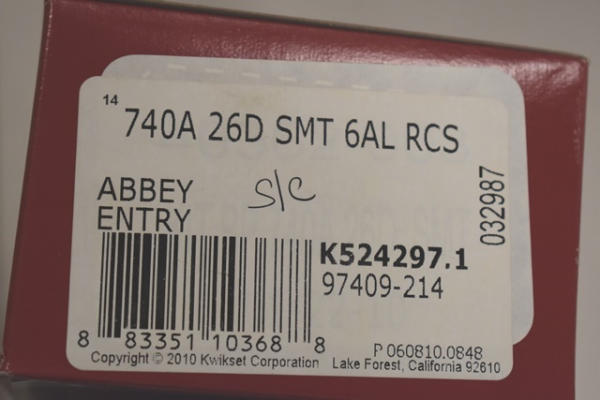 14 740A 26D SMT 6AL RCS
ABBEY
ENTRY
s/c
032987
K524297.1
97409-214
8 83351 10368 8
P 060810.0848
Copyright © 2010 Kwikset Corporation Lake Forest, California 92610